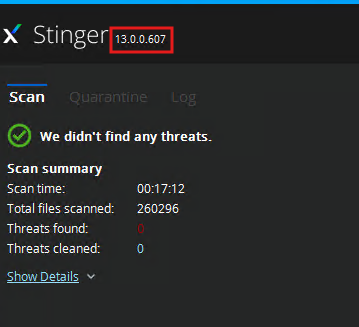 Stinger 13.0.0.607
Scan Quarantine Log
We didn't find any threats.
Scan summary
Scan time: 00:17:12
Total files scanned: 260296
Threats found: 0
Threats cleaned: 0
Show Details